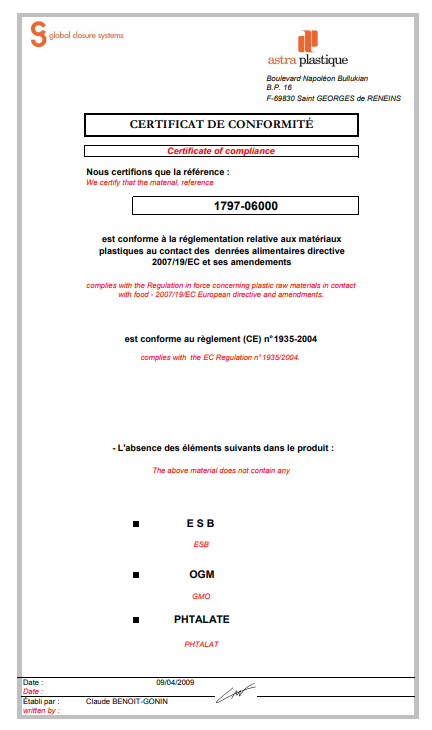 global closure systems
astra plastique
Boulevard Napoléon Bullukian
B.P. 16
F-69830 Saint GEORGES de RENEINS
CERTIFICAT DE CONFORMITÉ
Certificate of compliance
Nous certifions que la référence :
We certify that the material, reference
1797-06000
est conforme à la réglementation relative aux matériaux
plastiques au contact des denrées alimentaires directive
2007/19/EC et ses amendements
complies with the Regulation in force concerning plastic raw materials in contact
with food - 2007/19/EC European directive and amendments.
est conforme au règlement (CE) n°1935-2004
complies with the EC Regulation n°1935/2004.
- L'absence des éléments suivants dans le produit :
The above material does not contain any
E S B
ESB
OGM
GMO
PHTALATE
PHTALAT
Date : 09/04/2009
Date :
Établi par : Claude BENOIT-GONIN
written by :